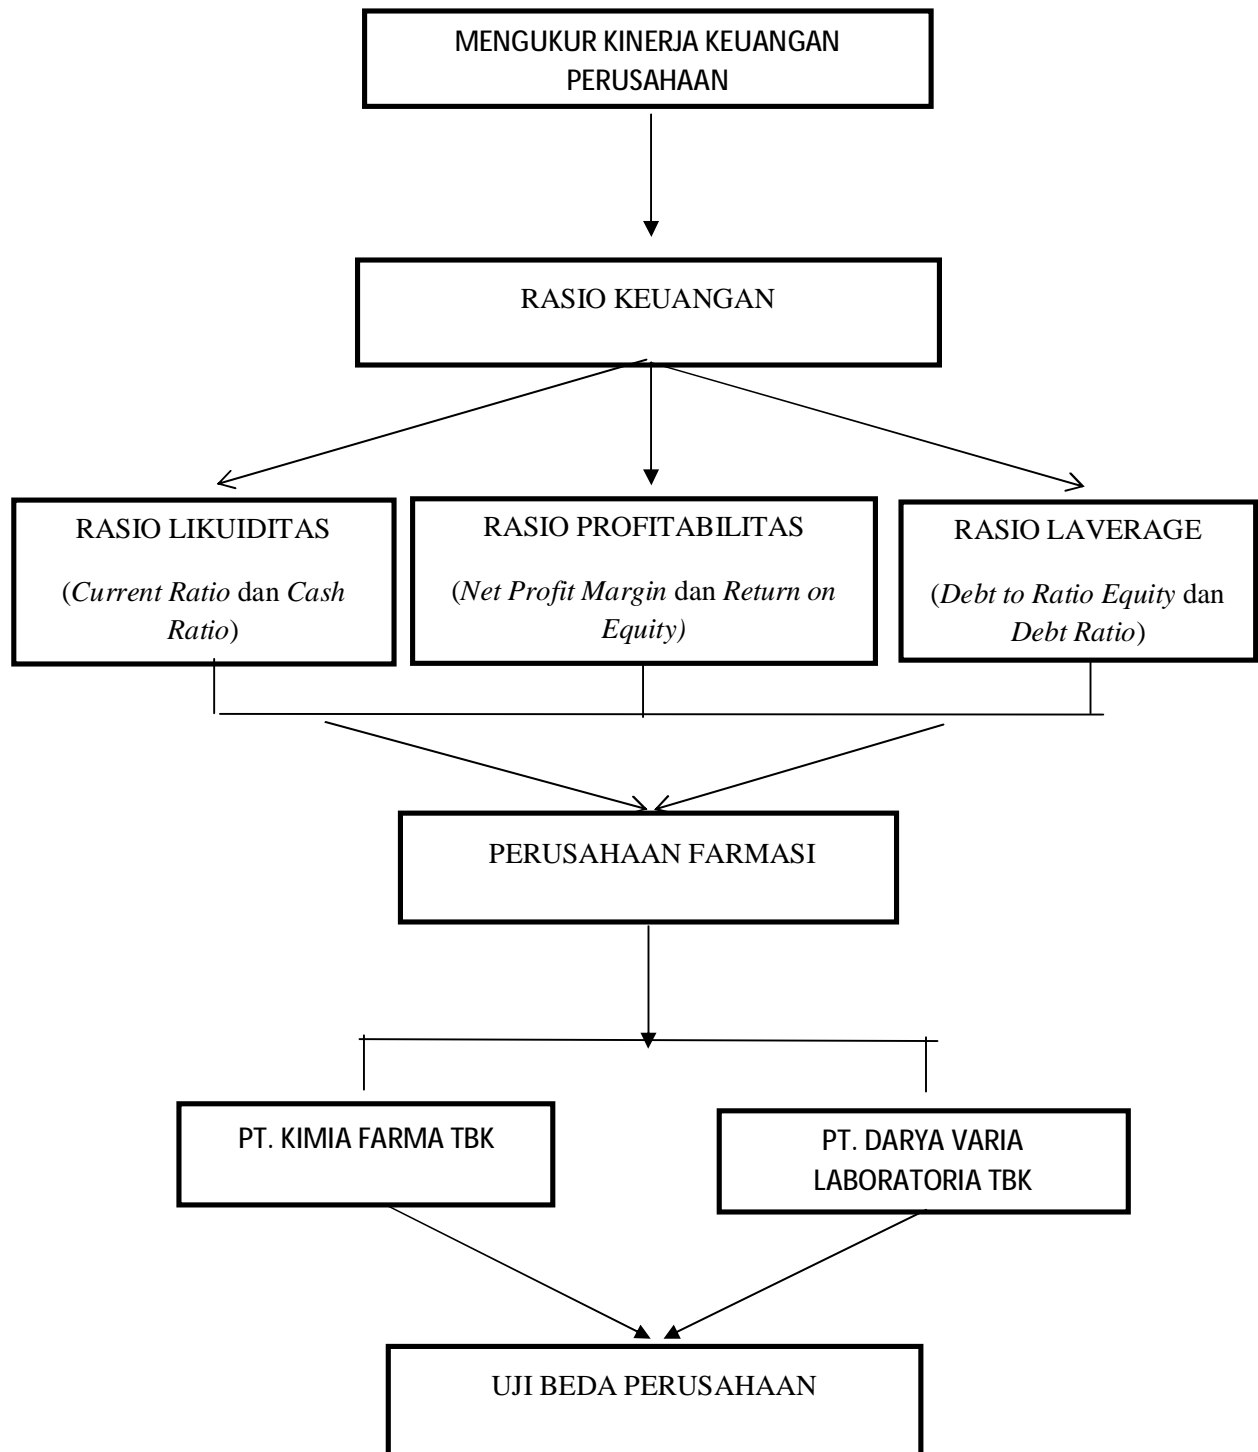 MENGUKUR KINERJA KEUANGAN
PERUSAHAAN
RASIO KEUANGAN
RASIO LIKUIDITAS
(Current Ratio dan Cash
Ratio)
RASIO PROFITABILITAS
(Net Profit Margin dan Return on
Equity)
RASIO LAVERAGE
(Debt to Ratio Equity dan
Debt Ratio)
PERUSAHAAN FARMASI
PT. KIMIA FARMA TBK
PT. DARYA VARIA
LABORATORIA TBK
UJI BEDA PERUSAHAAN